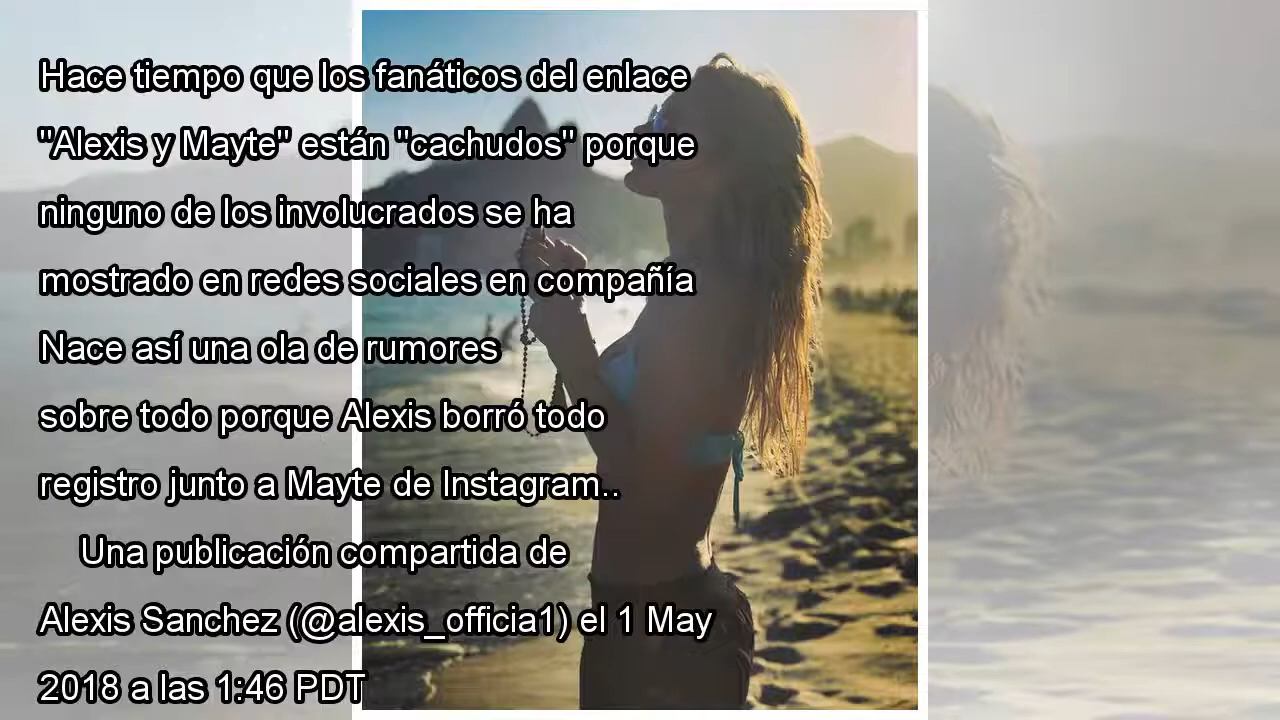 Hace tiempo que los fanáticos del enlace
"Alexis y Mayte" están "cachudos" porque
ninguno de los involucrados se ha
mostrado en redes sociales en compañía
Nace así una ola de rumores
sobre todo porque Alexis borró todo
registro junto a Mayte de Instagram..
Una publicación compartida de
Alexis Sanchez (@alexis_officia1) el 1 May
2018 a las 1:46 PDT